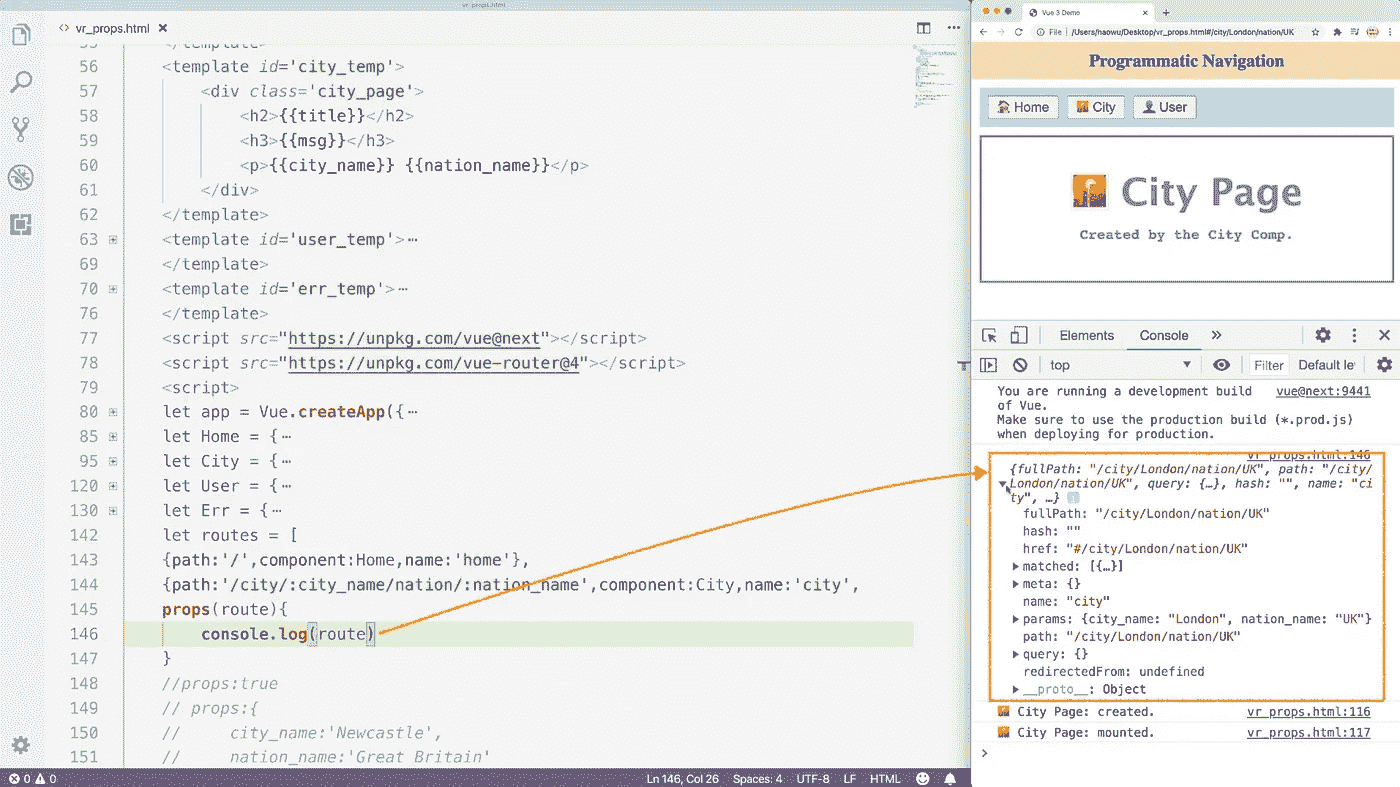 vr_props.html
vr_props.html
55 </template>
56 <template id='city_temp'>
57 <div class='city_page'>
58 <h2>{{title}}</h2>
59 <h3>{{msg}}</h3>
60 <p>{{city_name}} {{nation_name}}</p>
61 </div>
62 </template>
63 <template id='user_temp'>⋯
69 </template>
70 <template id='err_temp'>⋯
76 </template>
77 <script src="https://unpkg.com/vue@next"></script>
78 <script src="https://unpkg.com/vue-router@4"></script>
79 <script>
80 let app = Vue.createApp({⋯
85 let Home = {⋯
95 let City = {⋯
120 let User = {⋯
130 let Err = {⋯
142 let routes = [
143 {path:'/',component:Home,name:'home'},
144 {path:'/city/:city_name/nation/:nation_name',component:City,name:'city',
145 props(route){
146 console.log(route)
147 }
148 //props:true
149 // props:{
150 // city_name:'Newcastle',
151 // nation_name:'Great Britain'
0 0 Ln 146, Col 26 Spaces: 4 UTF-8 LF HTML
Vue 3 Demo
File | /Users/haowu/Desktop/vr_props.html#/city/London/nation/UK
Programmatic Navigation
Home City User
City Page
Created by the City Comp.
Elements Console »
top Filter Default le
You are running a development build vue@next:9441
of Vue.
Make sure to use the production build (*.prod.js)
when deploying for production.
vr_props.html:146
{fullPath: "/city/London/nation/UK", path: "/city/
London/nation/UK", query: {…}, hash: "", name: "ci
ty", …}
fullPath: "/city/London/nation/UK"
hash: ""
href: "#/city/London/nation/UK"
matched: [{…}]
meta: {}
name: "city"
params: {city_name: "London", nation_name: "UK"}
path: "/city/London/nation/UK"
query: {}
redirectedFrom: undefined
__proto__: Object
City Page: created. vr_props.html:116
City Page: mounted. vr_props.html:117